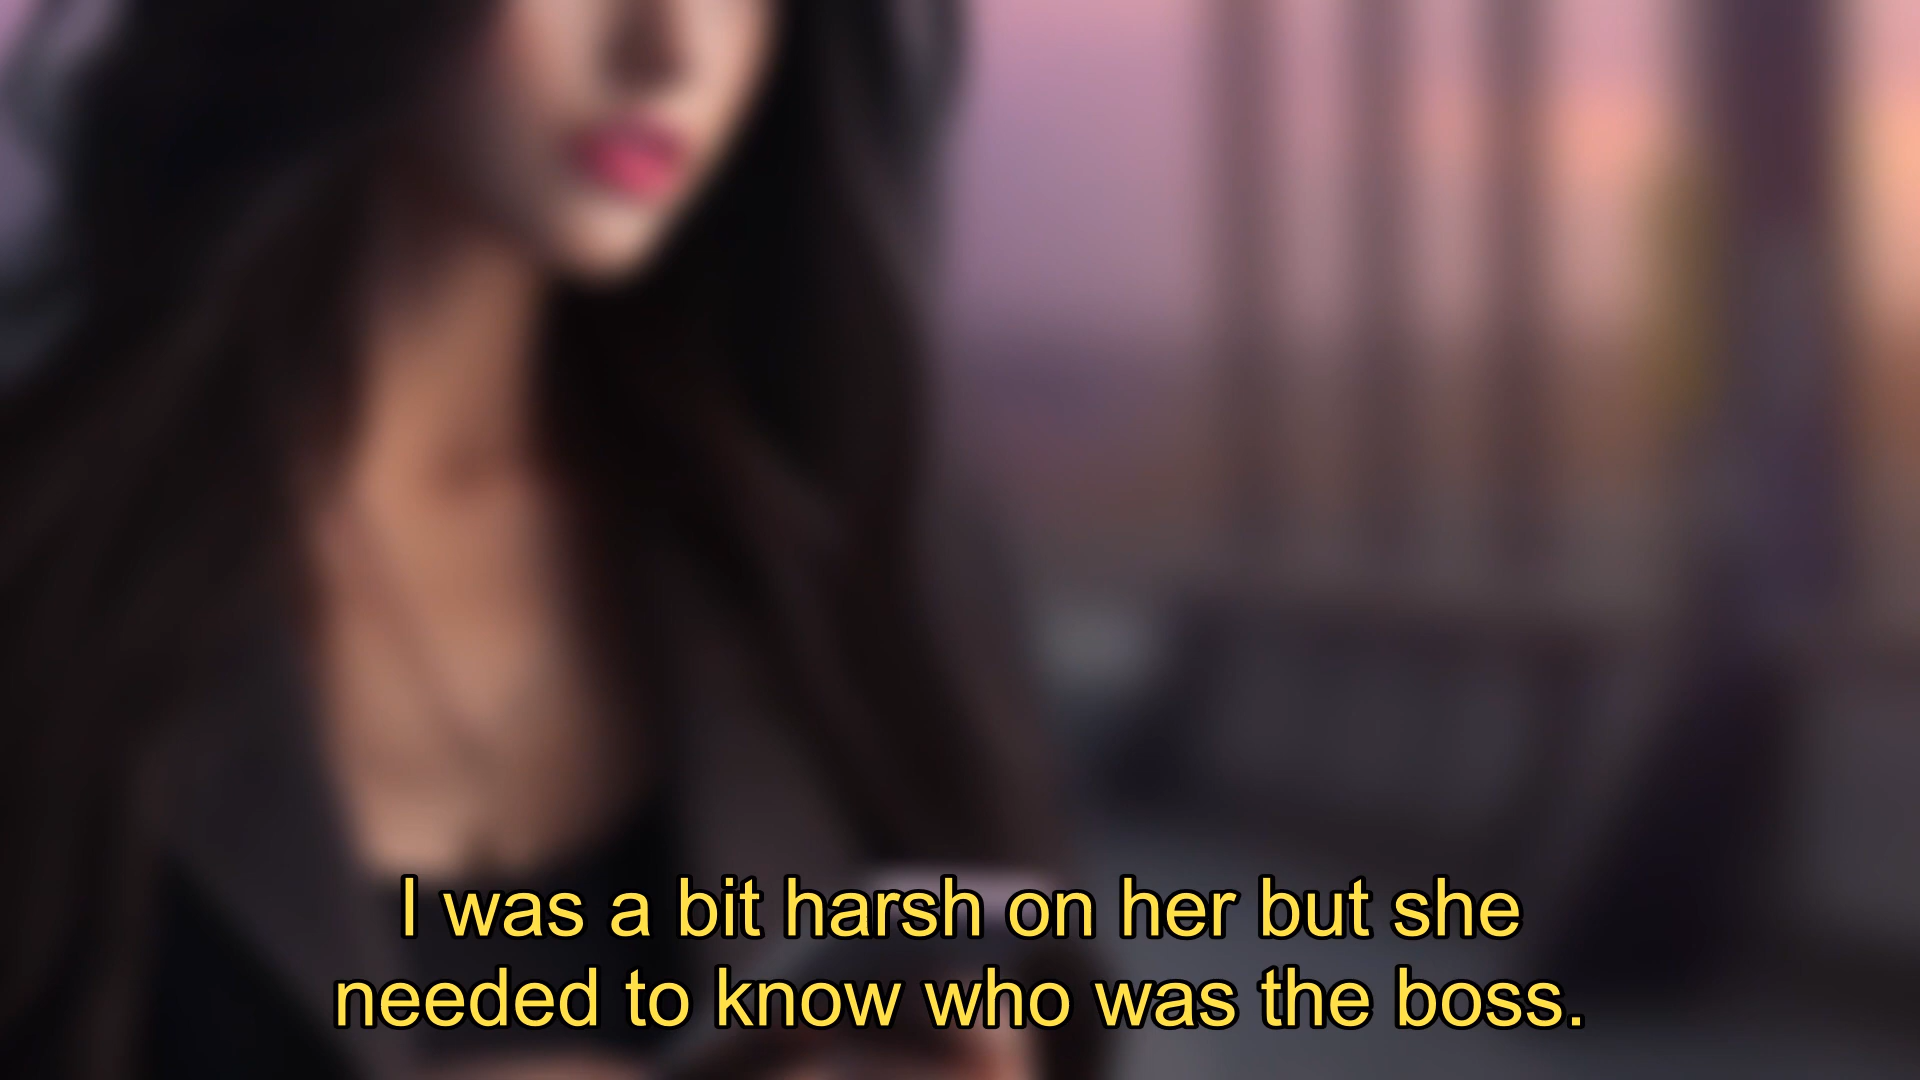 I was a bit harsh on her but she
needed to know who was the boss.